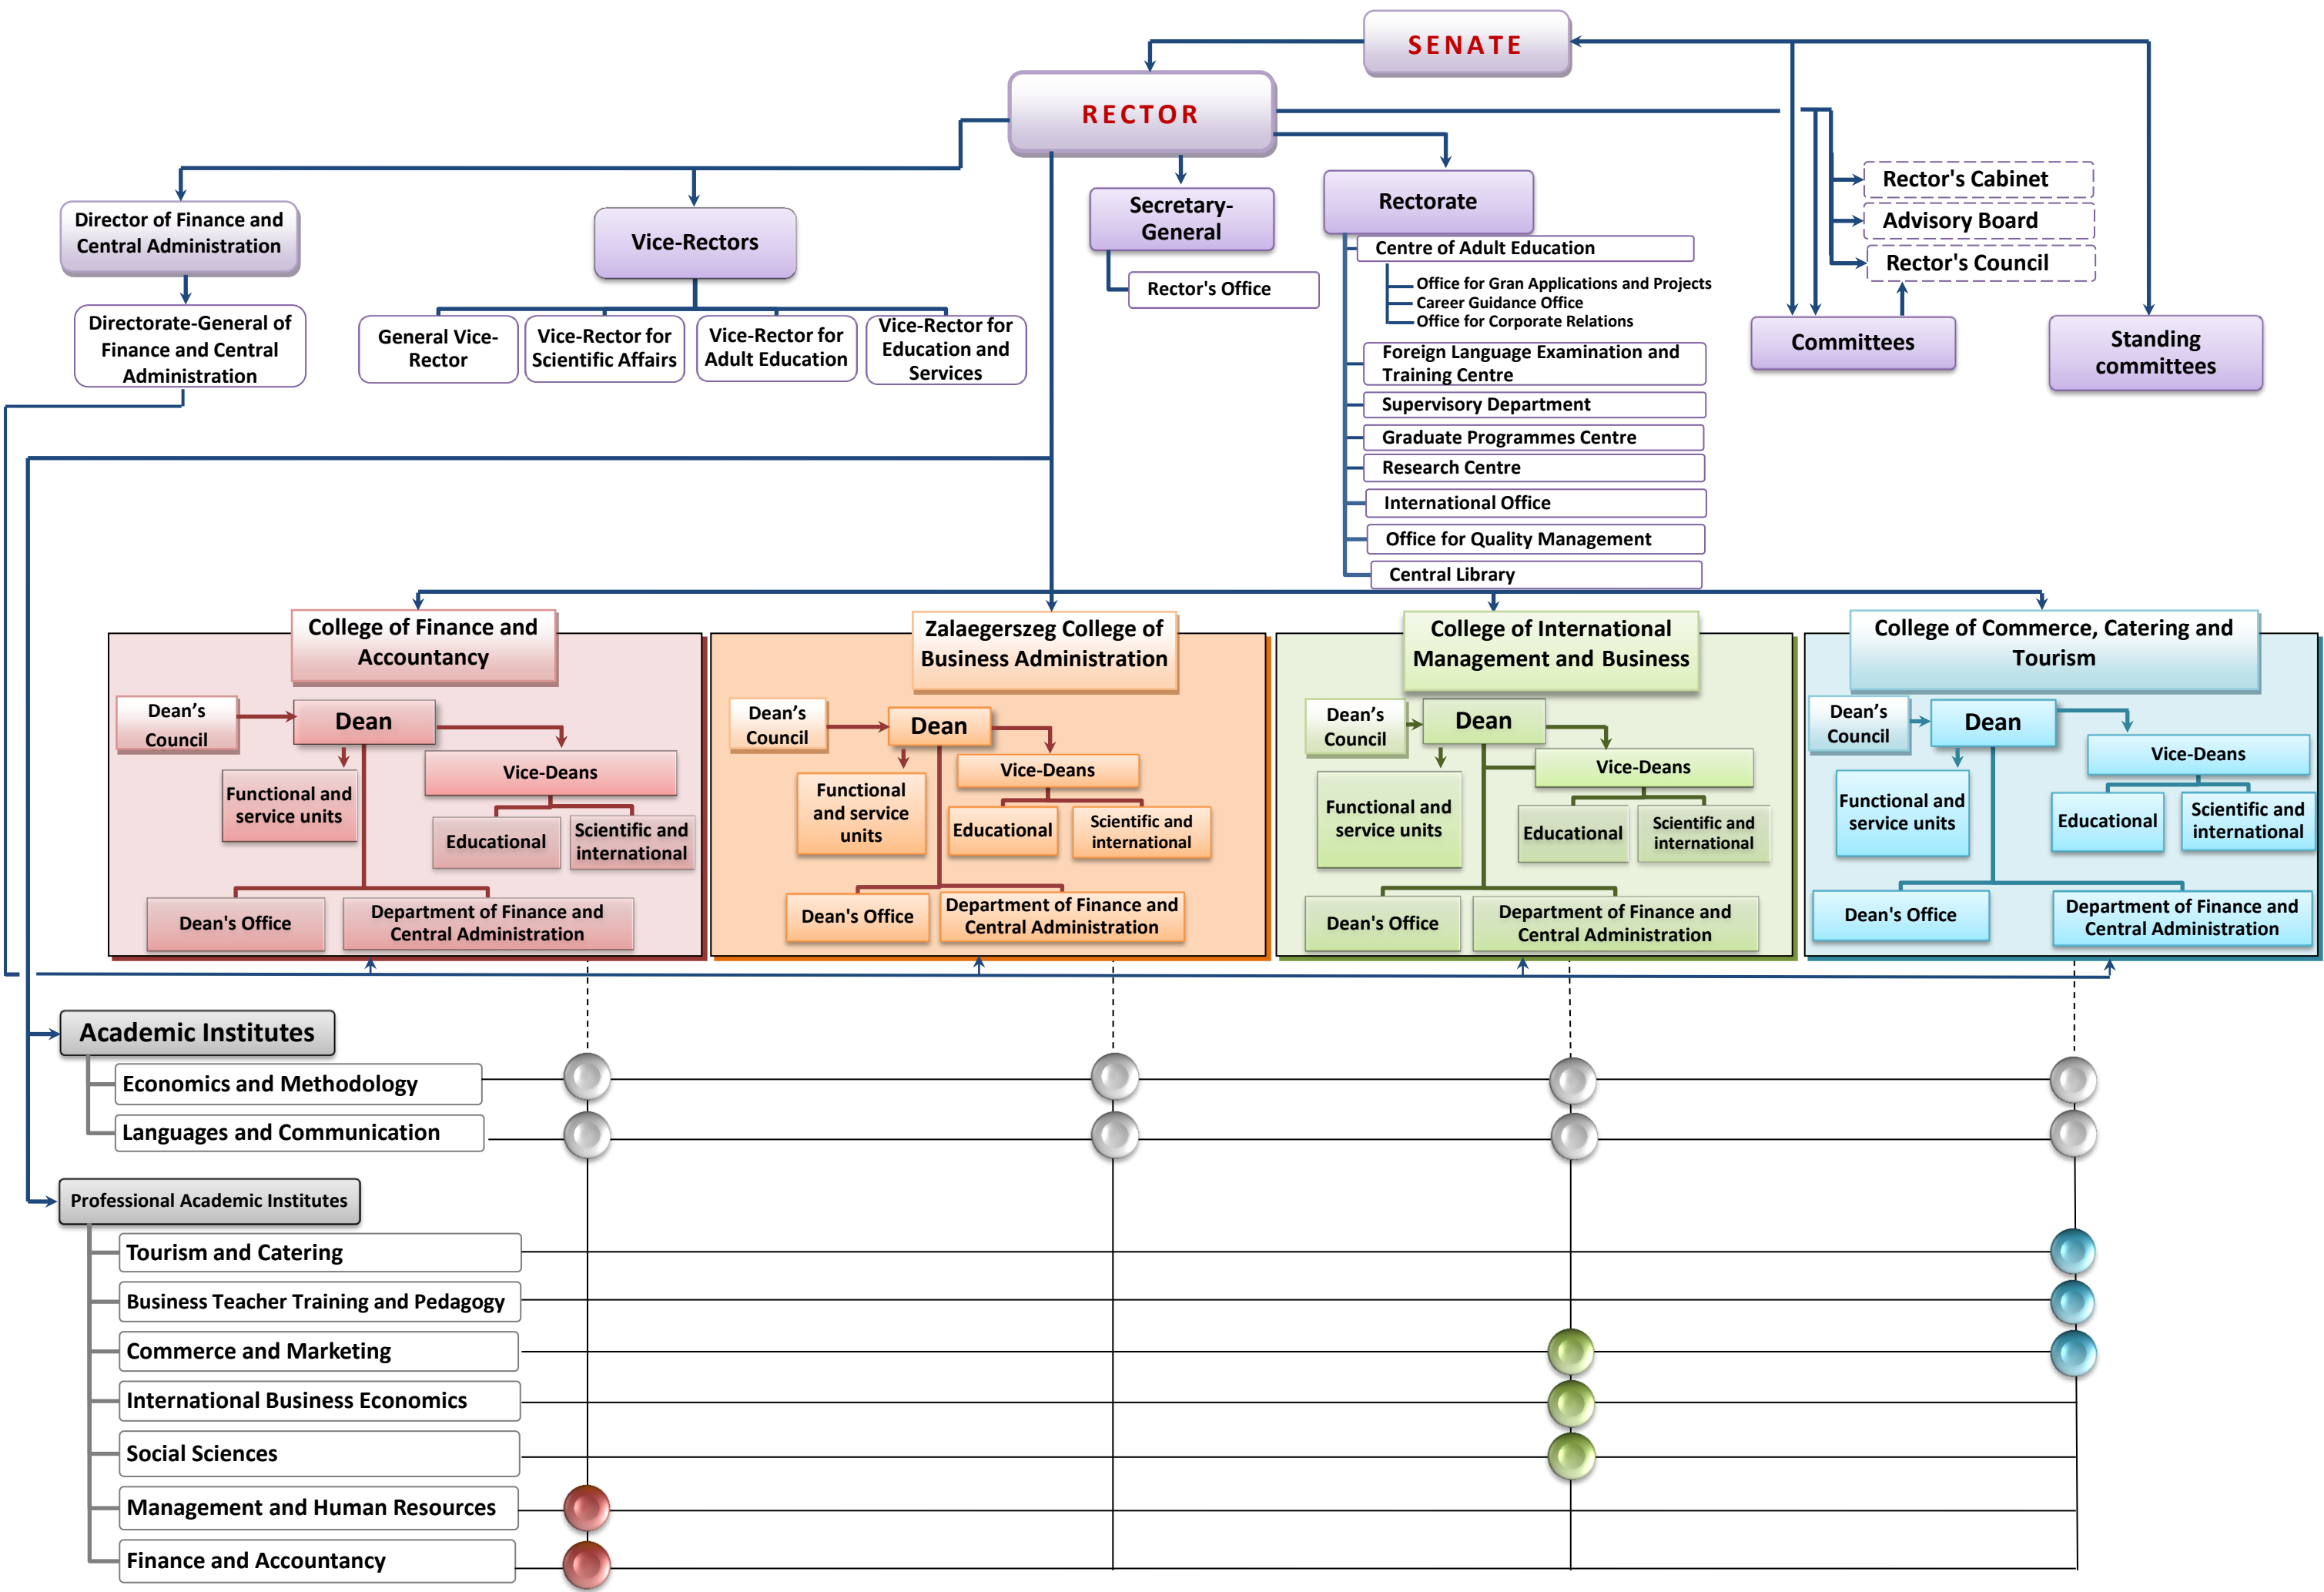 SENATE
RECTOR
Director of Finance and
Central Administration
Directorate-General of
Finance and Central
Administration
Vice-Rectors
General Vice-
Rector
Vice-Rector for
Scientific Affairs
Vice-Rector for
Adult Education
Vice-Rector for
Education and
Services
Secretary-
General
Rector's Office
Rectorate
Centre of Adult Education
Office for Gran Applications and Projects
Career Guidance Office
Office for Corporate Relations
Foreign Language Examination and
Training Centre
Supervisory Department
Graduate Programmes Centre
Research Centre
International Office
Office for Quality Management
Central Library
Rector's Cabinet
Advisory Board
Rector's Council
Committees
Standing
committees
College of Finance and
Accountancy
Dean’s
Council
Dean
Functional and
service units
Vice-Deans
Educational
Scientific and
international
Dean's Office
Department of Finance and
Central Administration
Zalaegerszeg College of
Business Administration
Dean’s
Council
Dean
Functional
and service
units
Vice-Deans
Educational
Scientific and
international
Dean's Office
Department of Finance and
Central Administration
College of International
Management and Business
Dean’s
Council
Dean
Functional and
service units
Vice-Deans
Educational
Scientific and
international
Dean's Office
Department of Finance and
Central Administration
College of Commerce, Catering and
Tourism
Dean’s
Council
Dean
Functional and
service units
Vice-Deans
Educational
Scientific and
international
Dean's Office
Department of Finance and
Central Administration
Academic Institutes
Economics and Methodology
Languages and Communication
Professional Academic Institutes
Tourism and Catering
Business Teacher Training and Pedagogy
Commerce and Marketing
International Business Economics
Social Sciences
Management and Human Resources
Finance and Accountancy